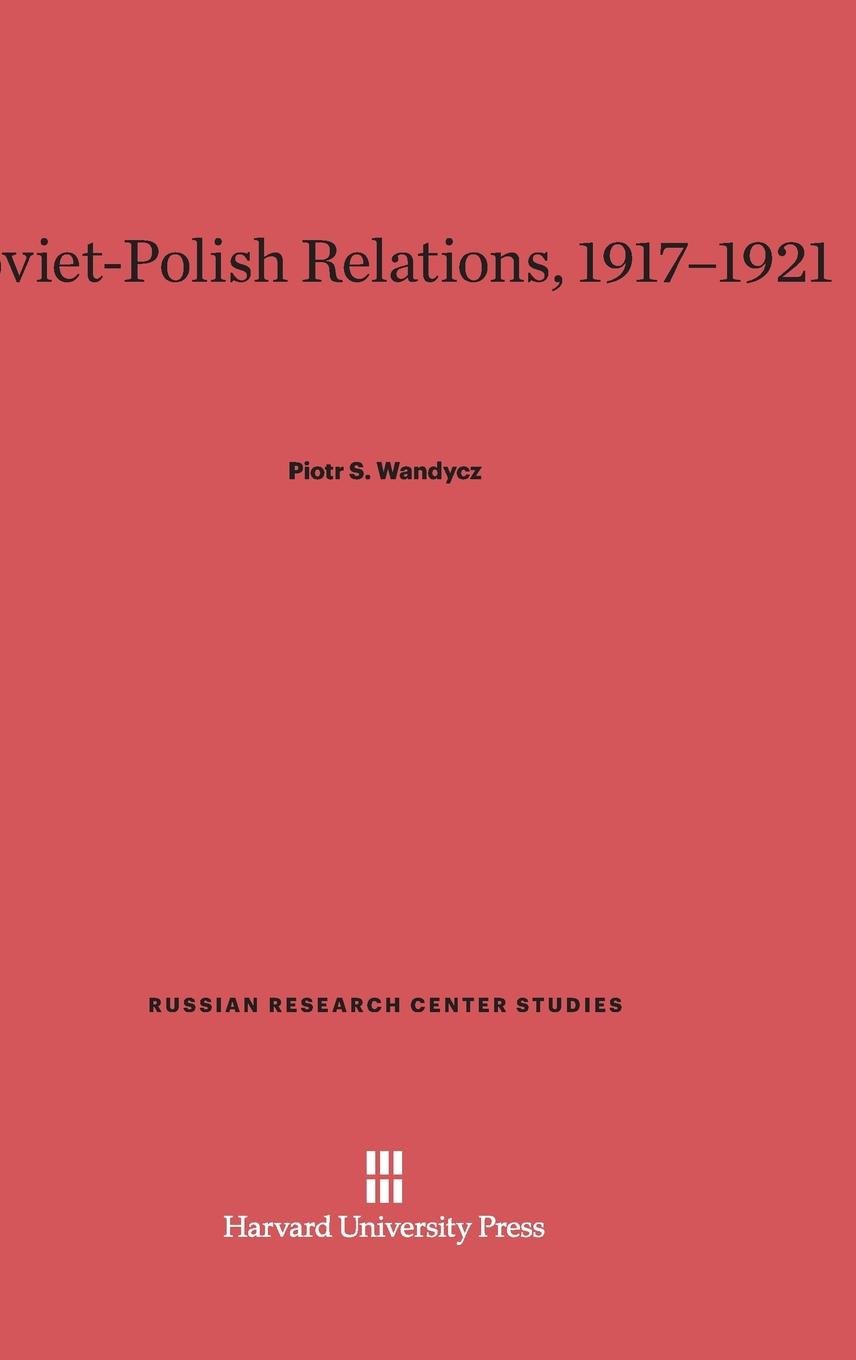 oviet-Polish Relations, 1917–1921
Piotr S. Wandycz
RUSSIAN RESEARCH CENTER STUDIES
Harvard University Press